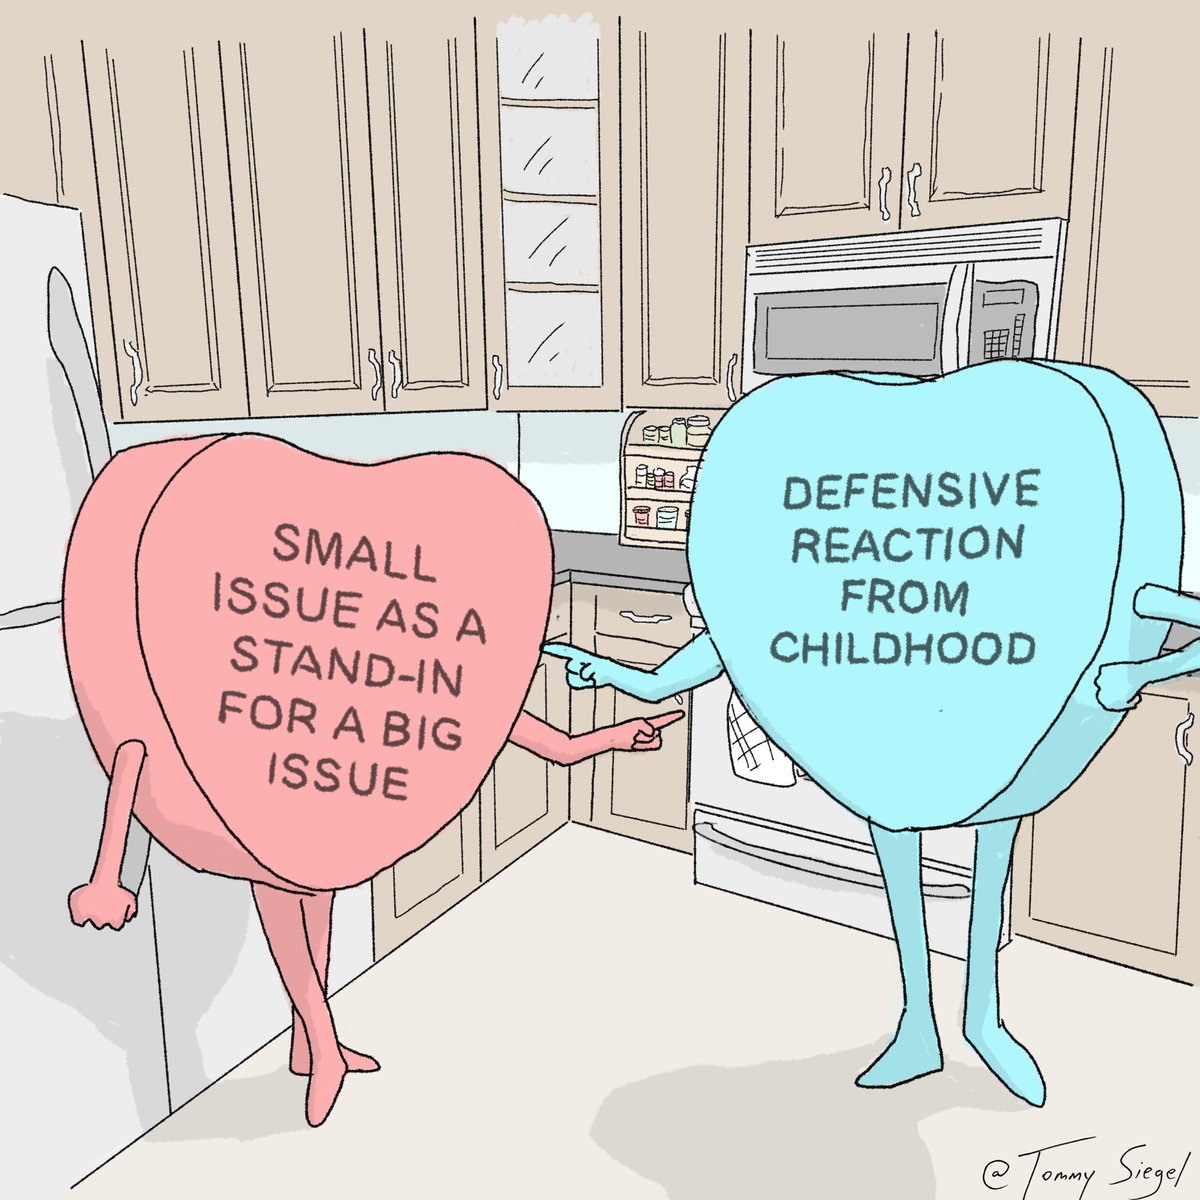 SMALL
ISSUE AS A
STAND-IN
FOR A BIG
ISSUE
DEFENSIVE
REACTION
FROM
CHILDHOOD
@Tommy Siegel